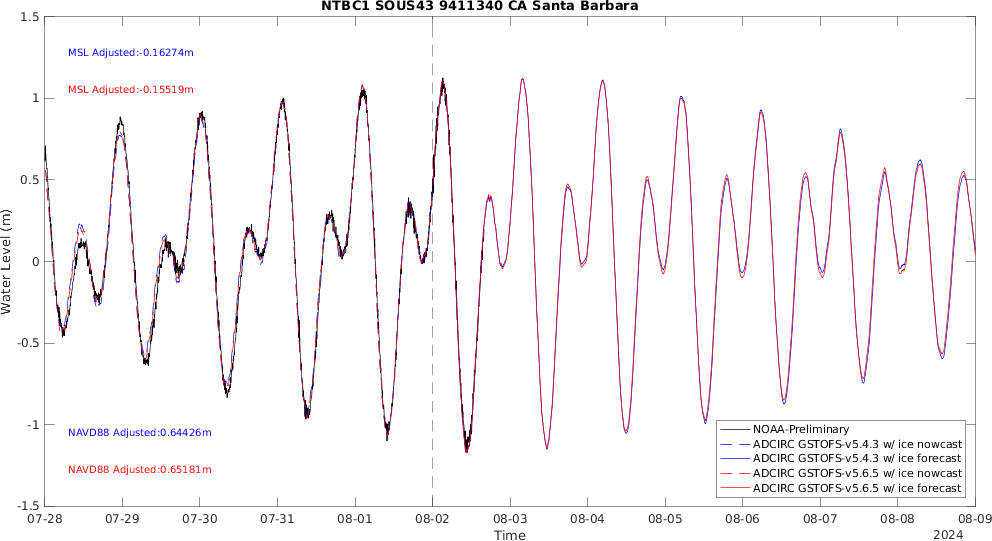 NTBC1 SOUS43 9411340 CA Santa Barbara
1.5
1
0.5
0
-0.5
-1
-1.5
Water Level (m)
MSL Adjusted:-0.16274m
MSL Adjusted:-0.15519m
NAVD88 Adjusted:0.64426m
NAVD88 Adjusted:0.65181m
NOAA-Preliminary
ADCIRC GSTOFS-v5.4.3 w/ ice nowcast
ADCIRC GSTOFS-v5.4.3 w/ ice forecast
ADCIRC GSTOFS-v5.6.5 w/ ice nowcast
ADCIRC GSTOFS-v5.6.5 w/ ice forecast
07-28 07-29 07-30 07-31 08-01 08-02 08-03 08-04 08-05 08-06 08-07 08-08 08-09
Time
2024